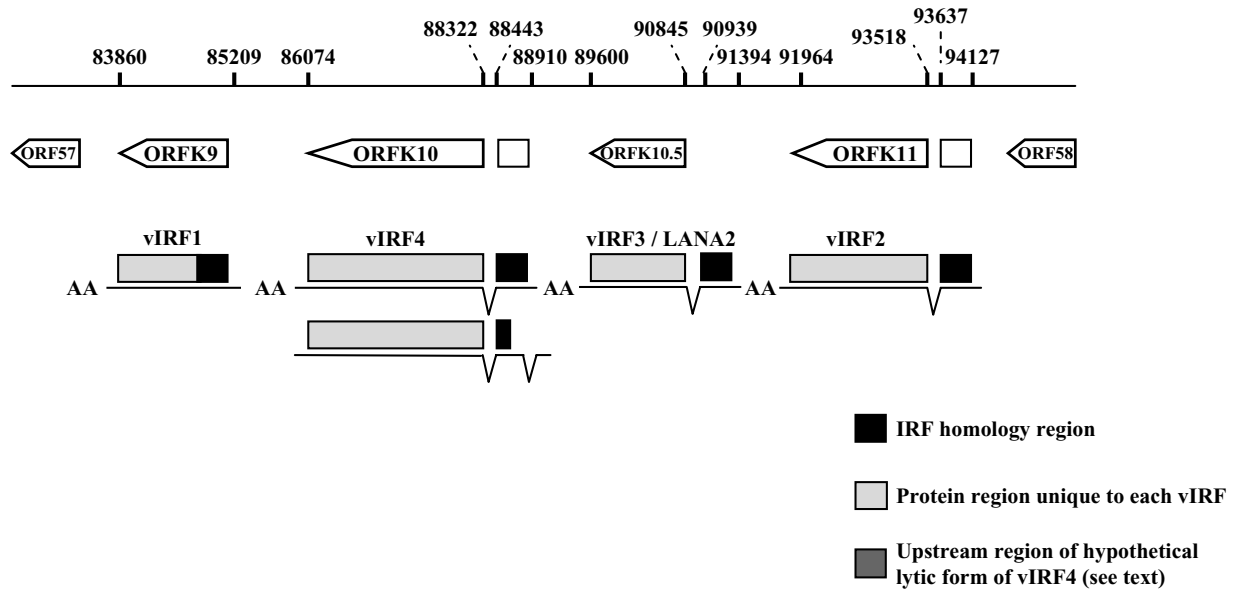 93637
88322 88443 90845 90939 93518
83860 85209 86074 88910 89600 91394 91964 94127
ORF57 ORFK9 ORFK10 ORFK10.5 ORFK11 ORF58
vIRF1 vIRF4 vIRF3 / LANA2 vIRF2
AA AA AA AA
IRF homology region
Protein region unique to each vIRF
Upstream region of hypothetical
lytic form of vIRF4 (see text)